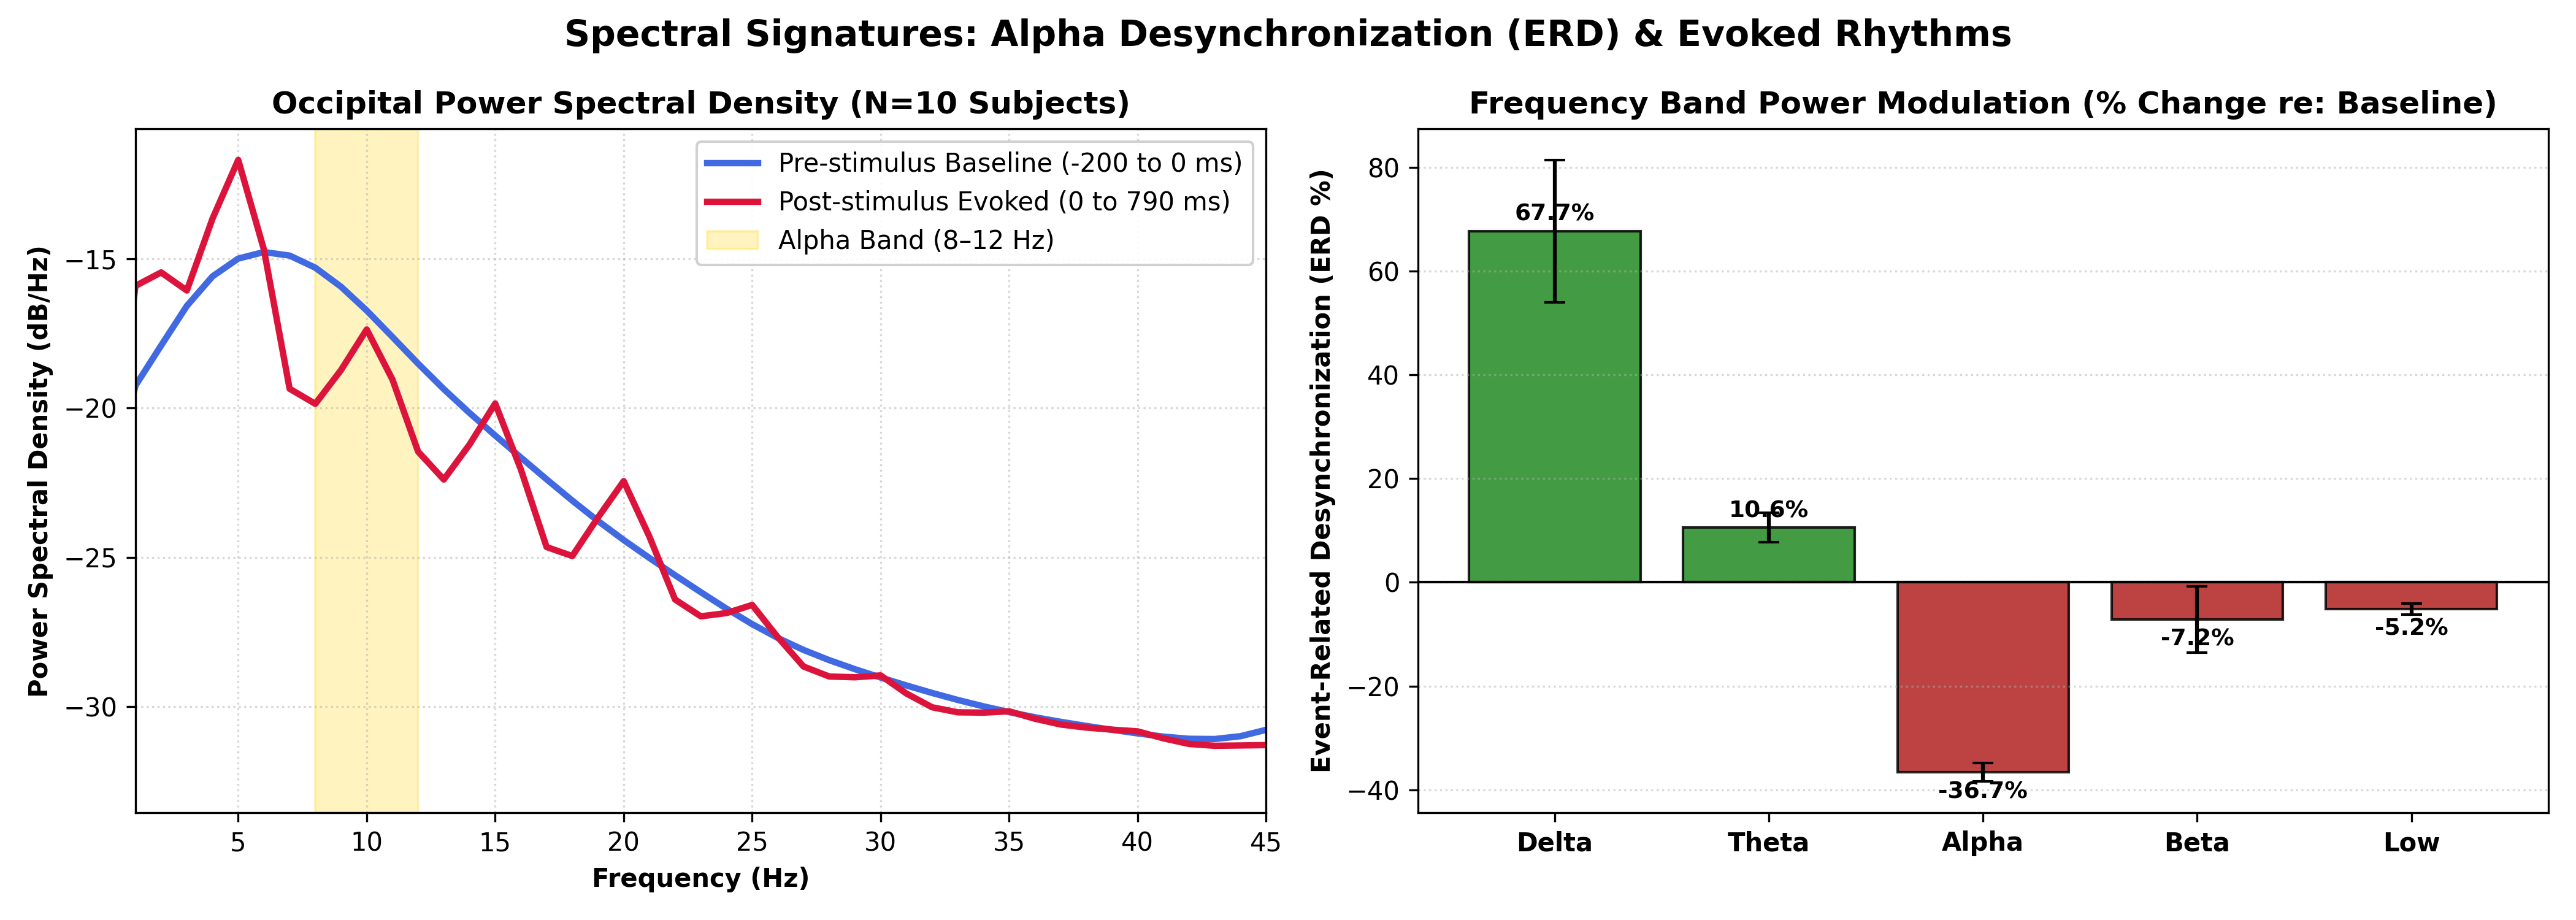 Spectral Signatures: Alpha Desynchronization (ERD) & Evoked Rhythms
Occipital Power Spectral Density (N=10 Subjects)
Power Spectral Density (dB/Hz)
−15
−20
−25
−30
Pre-stimulus Baseline (-200 to 0 ms)
Post-stimulus Evoked (0 to 790 ms)
Alpha Band (8–12 Hz)
5 10 15 20 25 30 35 40 45
Frequency (Hz)
Frequency Band Power Modulation (% Change re: Baseline)
Event-Related Desynchronization (ERD %)
80
60
40
20
0
−20
−40
67.7%
10.6%
-36.7%
-7.2%
-5.2%
Delta Theta Alpha Beta Low